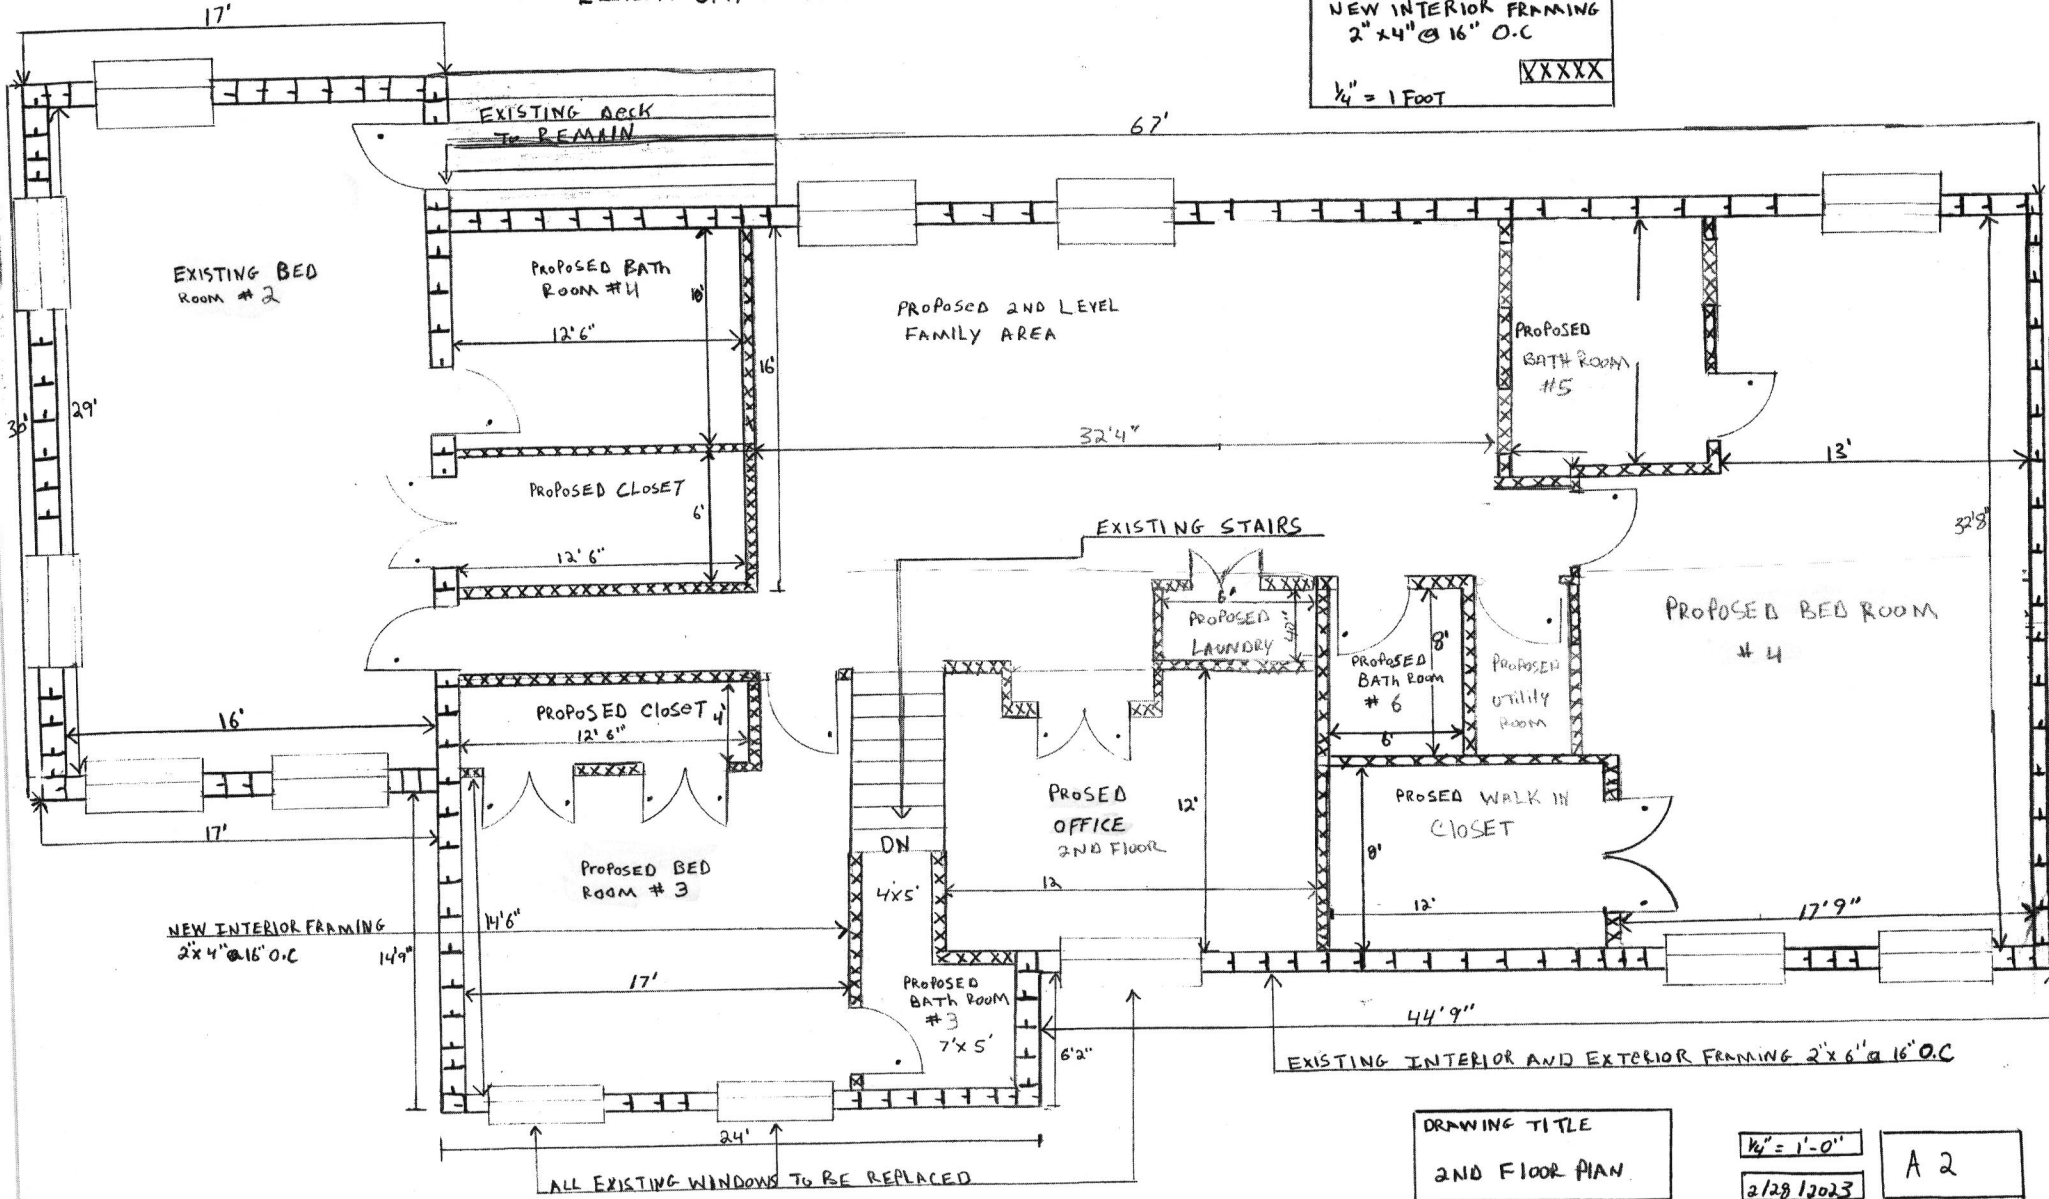 17'
NEW INTERIOR FRAMING
2" x4" @ 16" O.C
XXXXX
1/4" = 1 FOOT
EXISTING DECK
TO REMAIN
67'
EXISTING BED
ROOM # 2
PROPOSED BATH
ROOM #4
10'
12'6"
16'
PROPOSED 2ND LEVEL
FAMILY AREA
PROPOSED
BATH ROOM
#5
30'
29'
32'4"
13'
PROPOSED CLOSET
6'
12'6"
EXISTING STAIRS
32'8"
6'
PROPOSED
LAUNDRY
40"
8'
PROPOSED
BATH ROOM
# 6
6'
PROPOSED
UTILITY
ROOM
PROPOSED BED ROOM
# 4
16'
PROPOSED CLOSET
4'
12'6"
17'
PROSED
OFFICE
2ND FLOOR
12'
12
PROSED WALK IN
CLOSET
8'
12'
17'9"
DN
4'x5'
PROPOSED BED
ROOM # 3
14'6"
NEW INTERIOR FRAMING
2"x 4" @ 16" O.C
14'9"
17'
PROPOSED
BATH ROOM
#3
7'x 5'
6'2"
44'9"
EXISTING INTERIOR AND EXTERIOR FRAMING 2"x 6" @ 16" O.C
24'
ALL EXISTING WINDOWS TO BE REPLACED
DRAWING TITLE
2ND FLOOR PLAN
1/4" = 1'-0"
2/28/2023
A 2